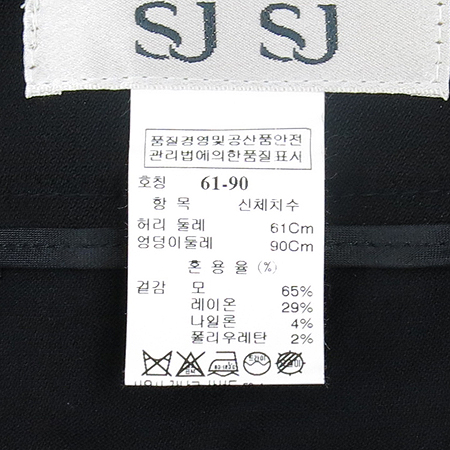 SJ SJ
품질경영및공산품안전
관리법에의한품질표시
호칭 61-90
항 목 신체치수
허리 둘레 61Cm
엉덩이둘레 90Cm
혼 용 율 (%)
겉감 모 65%
레이온 29%
나일론 4%
폴리우레탄 2%
드라이